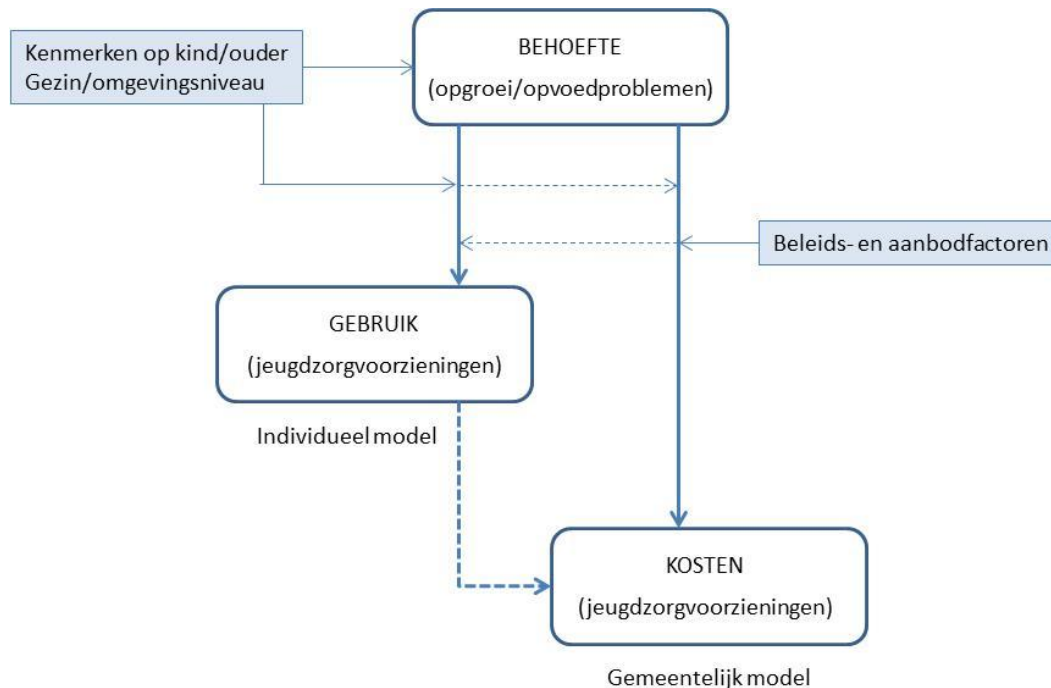 Kenmerken op kind/ouder
Gezin/omgevingsniveau
BEHOEFTE
(opgroei/opvoedproblemen)
Beleids- en aanbodfactoren
GEBRUIK
(jeugdzorgvoorzieningen)
Individueel model
KOSTEN
(jeugdzorgvoorzieningen)
Gemeentelijk model